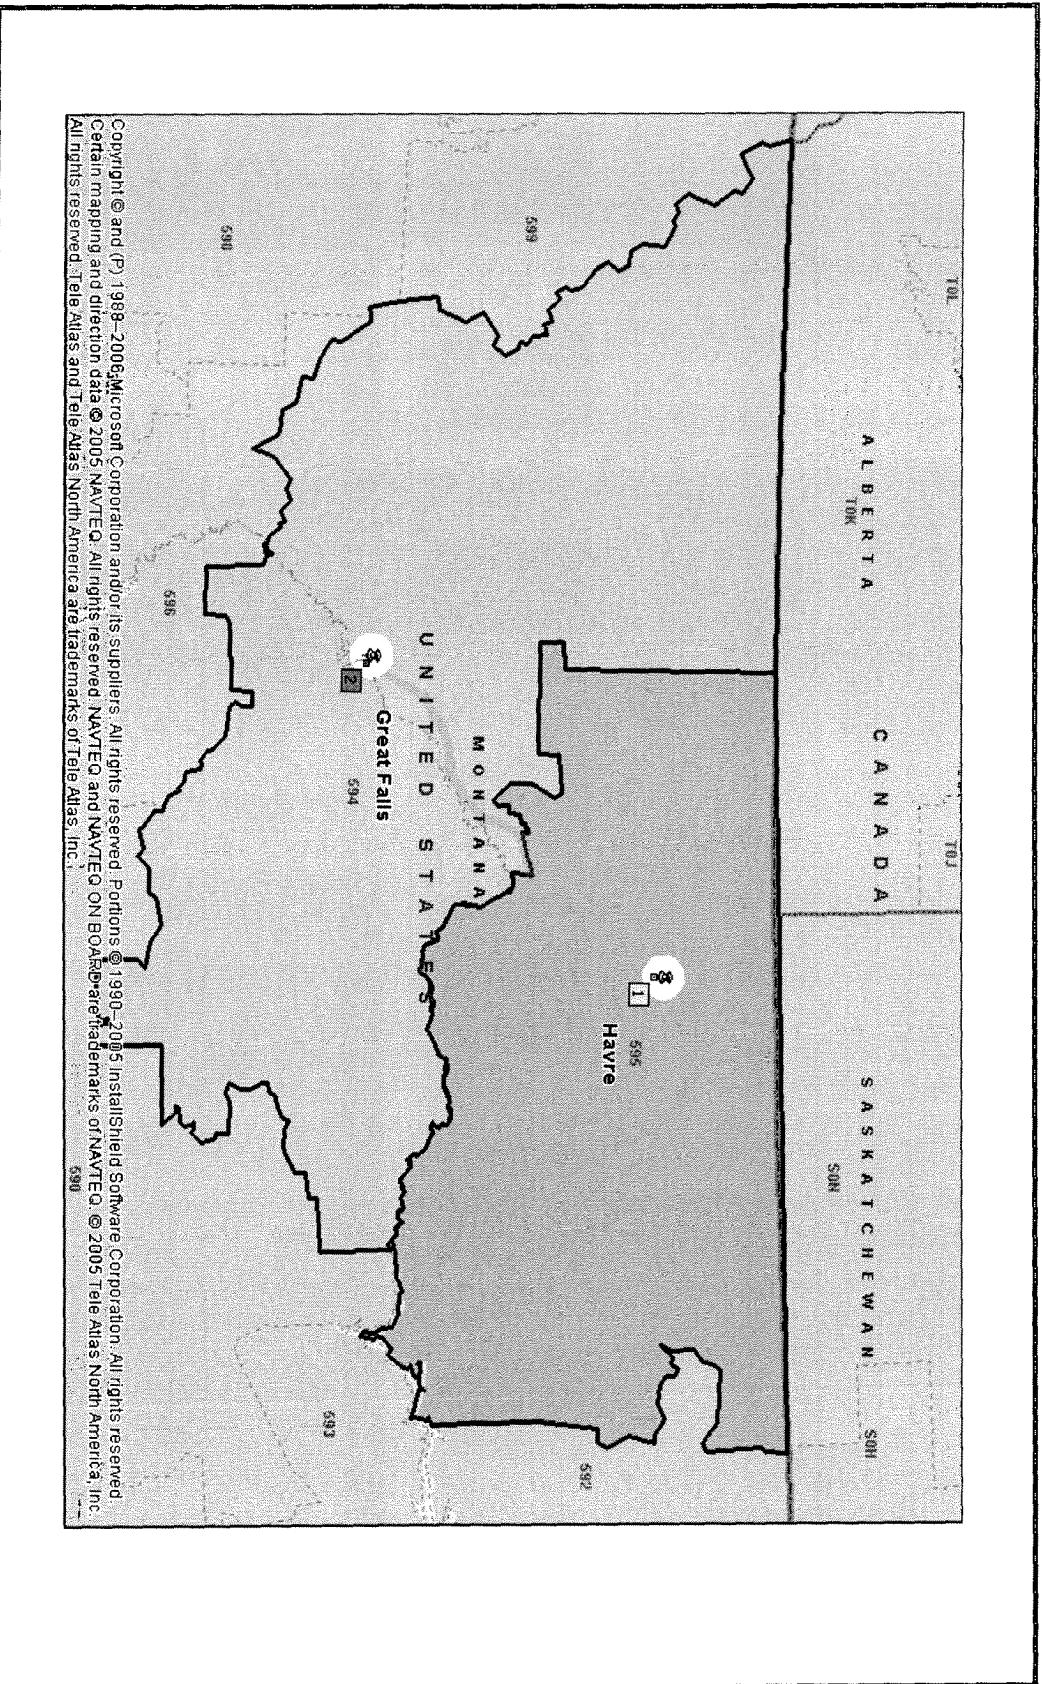 T0L
ALBERTA
T0K
CANADA
T0J
SASKATCHEWAN
S0N
S0H
599
590
1
Havre
595
592
MONTANA
UNITED STATES
2
Great Falls
594
596
593
590
Copyright © and (P) 1988–2006 Microsoft Corporation and/or its suppliers. All rights reserved. Portions © 1990–2005 InstallShield Software Corporation. All rights reserved.
Certain mapping and direction data © 2005 NAVTEQ. All rights reserved. NAVTEQ and NAVTEQ ON BOARD are trademarks of NAVTEQ. © 2005 Tele Atlas North America, Inc.
All rights reserved. Tele Atlas and Tele Atlas North America are trademarks of Tele Atlas, Inc.